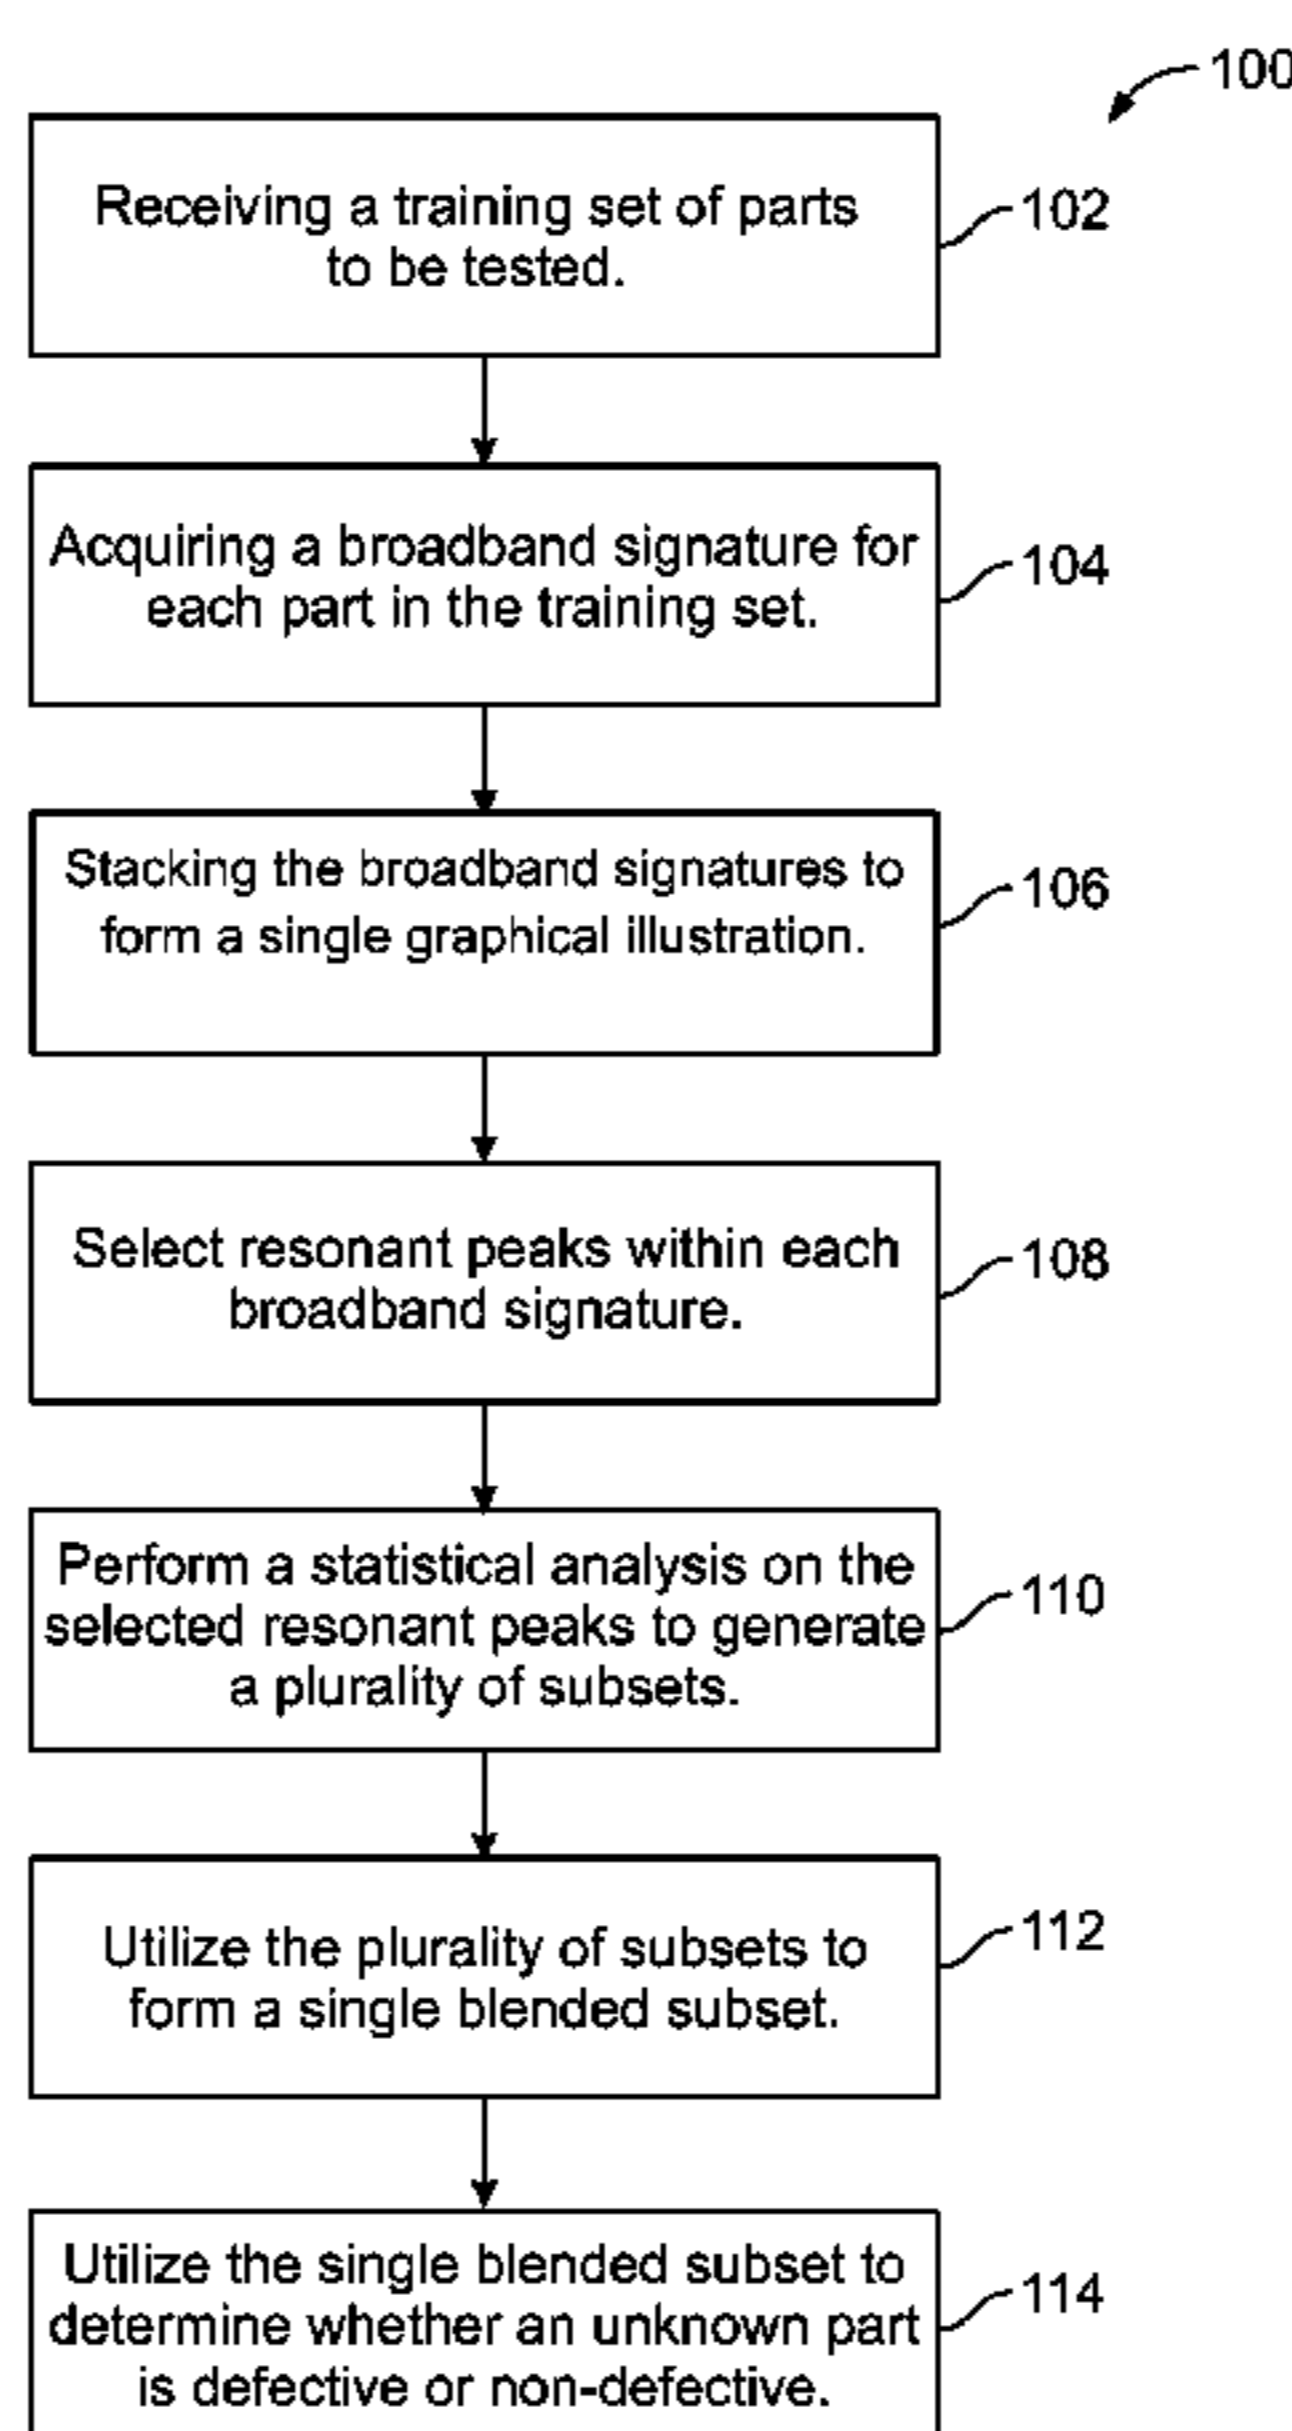 100
Receiving a training set of parts
to be tested.
102
Acquiring a broadband signature for
each part in the training set.
104
Stacking the broadband signatures to
form a single graphical illustration.
106
Select resonant peaks within each
broadband signature.
108
Perform a statistical analysis on the
selected resonant peaks to generate
a plurality of subsets.
110
Utilize the plurality of subsets to
form a single blended subset.
112
Utilize the single blended subset to
determine whether an unknown part
is defective or non-defective.
114